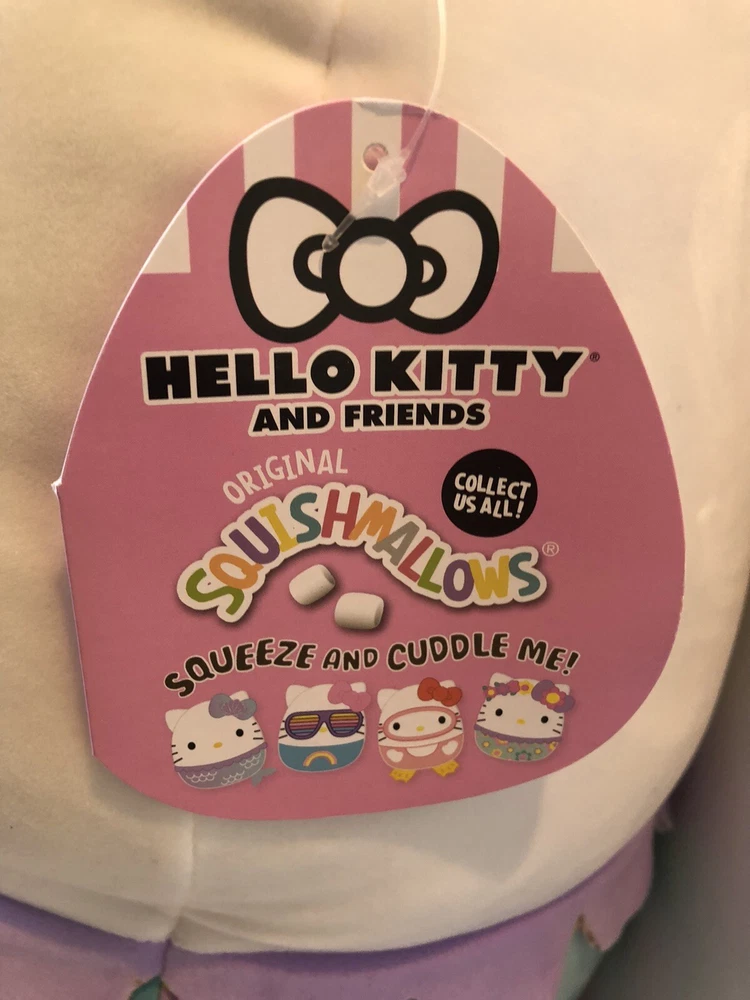 HELLO KITTY®
AND FRIENDS
ORIGINAL
COLLECT
US ALL!
SQUISHMALLOWS®
SQUEEZE AND CUDDLE ME!